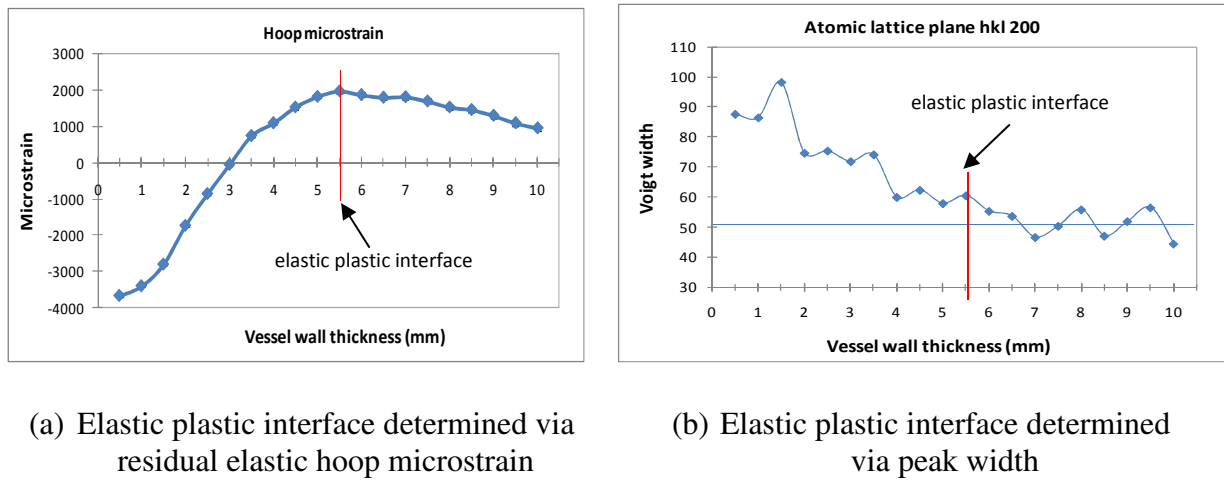 Hoop microstrain
3000
2000
1000
0
-1000
-2000
-3000
-4000
0 1 2 3 4 5 6 7 8 9 10
Microstrain
elastic plastic interface
Vessel wall thickness (mm)
Atomic lattice plane hkl 200
110
100
90
80
70
60
50
40
30
0 1 2 3 4 5 6 7 8 9 10
Voigt width
elastic plastic interface
Vessel wall thickness (mm)
(a) Elastic plastic interface determined via
residual elastic hoop microstrain
(b) Elastic plastic interface determined
via peak width